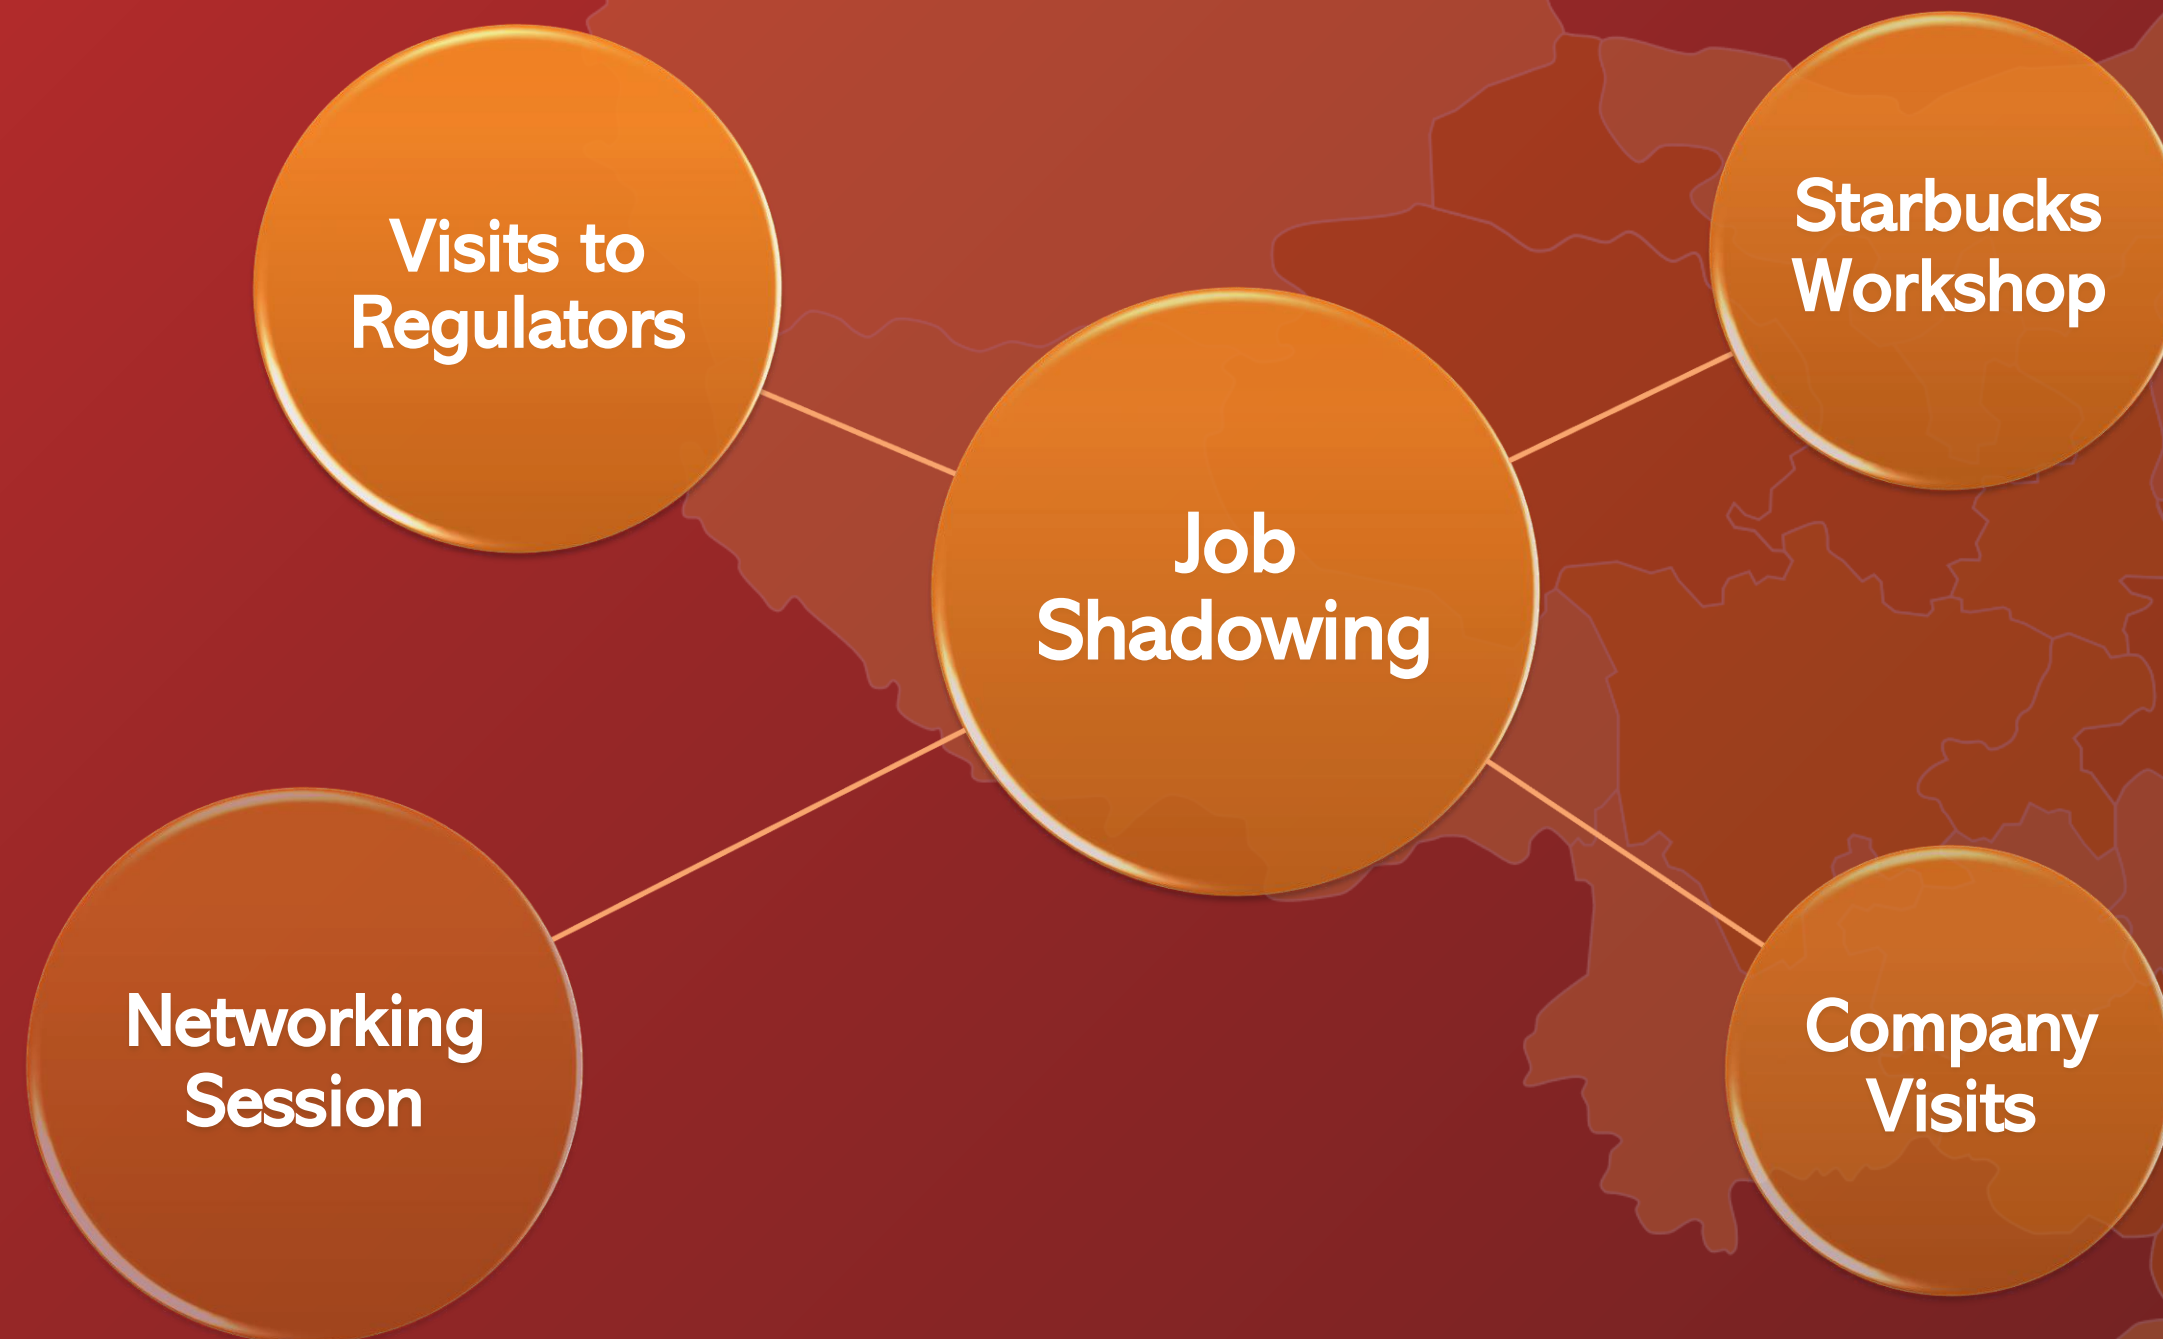 Visits to
Regulators
Starbucks
Workshop
Job
Shadowing
Networking
Session
Company
Visits